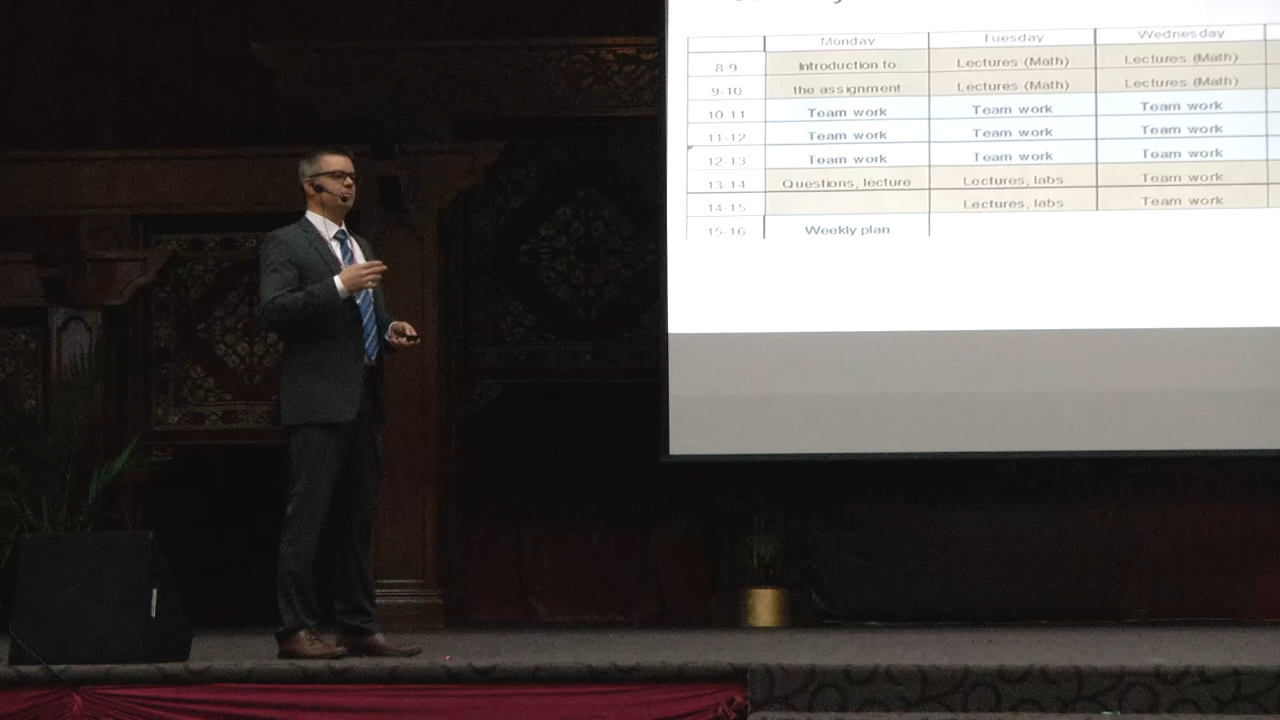 Monday Tuesday Wednesday
8-9 Introduction to Lectures (Math) Lectures (Math)
9-10 the assignment Lectures (Math) Lectures (Math)
10-11 Team work Team work Team work
11-12 Team work Team work Team work
12-13 Team work Team work Team work
13-14 Questions, lecture Lectures, labs Team work
14-15 Lectures, labs Team work
15-16 Weekly plan